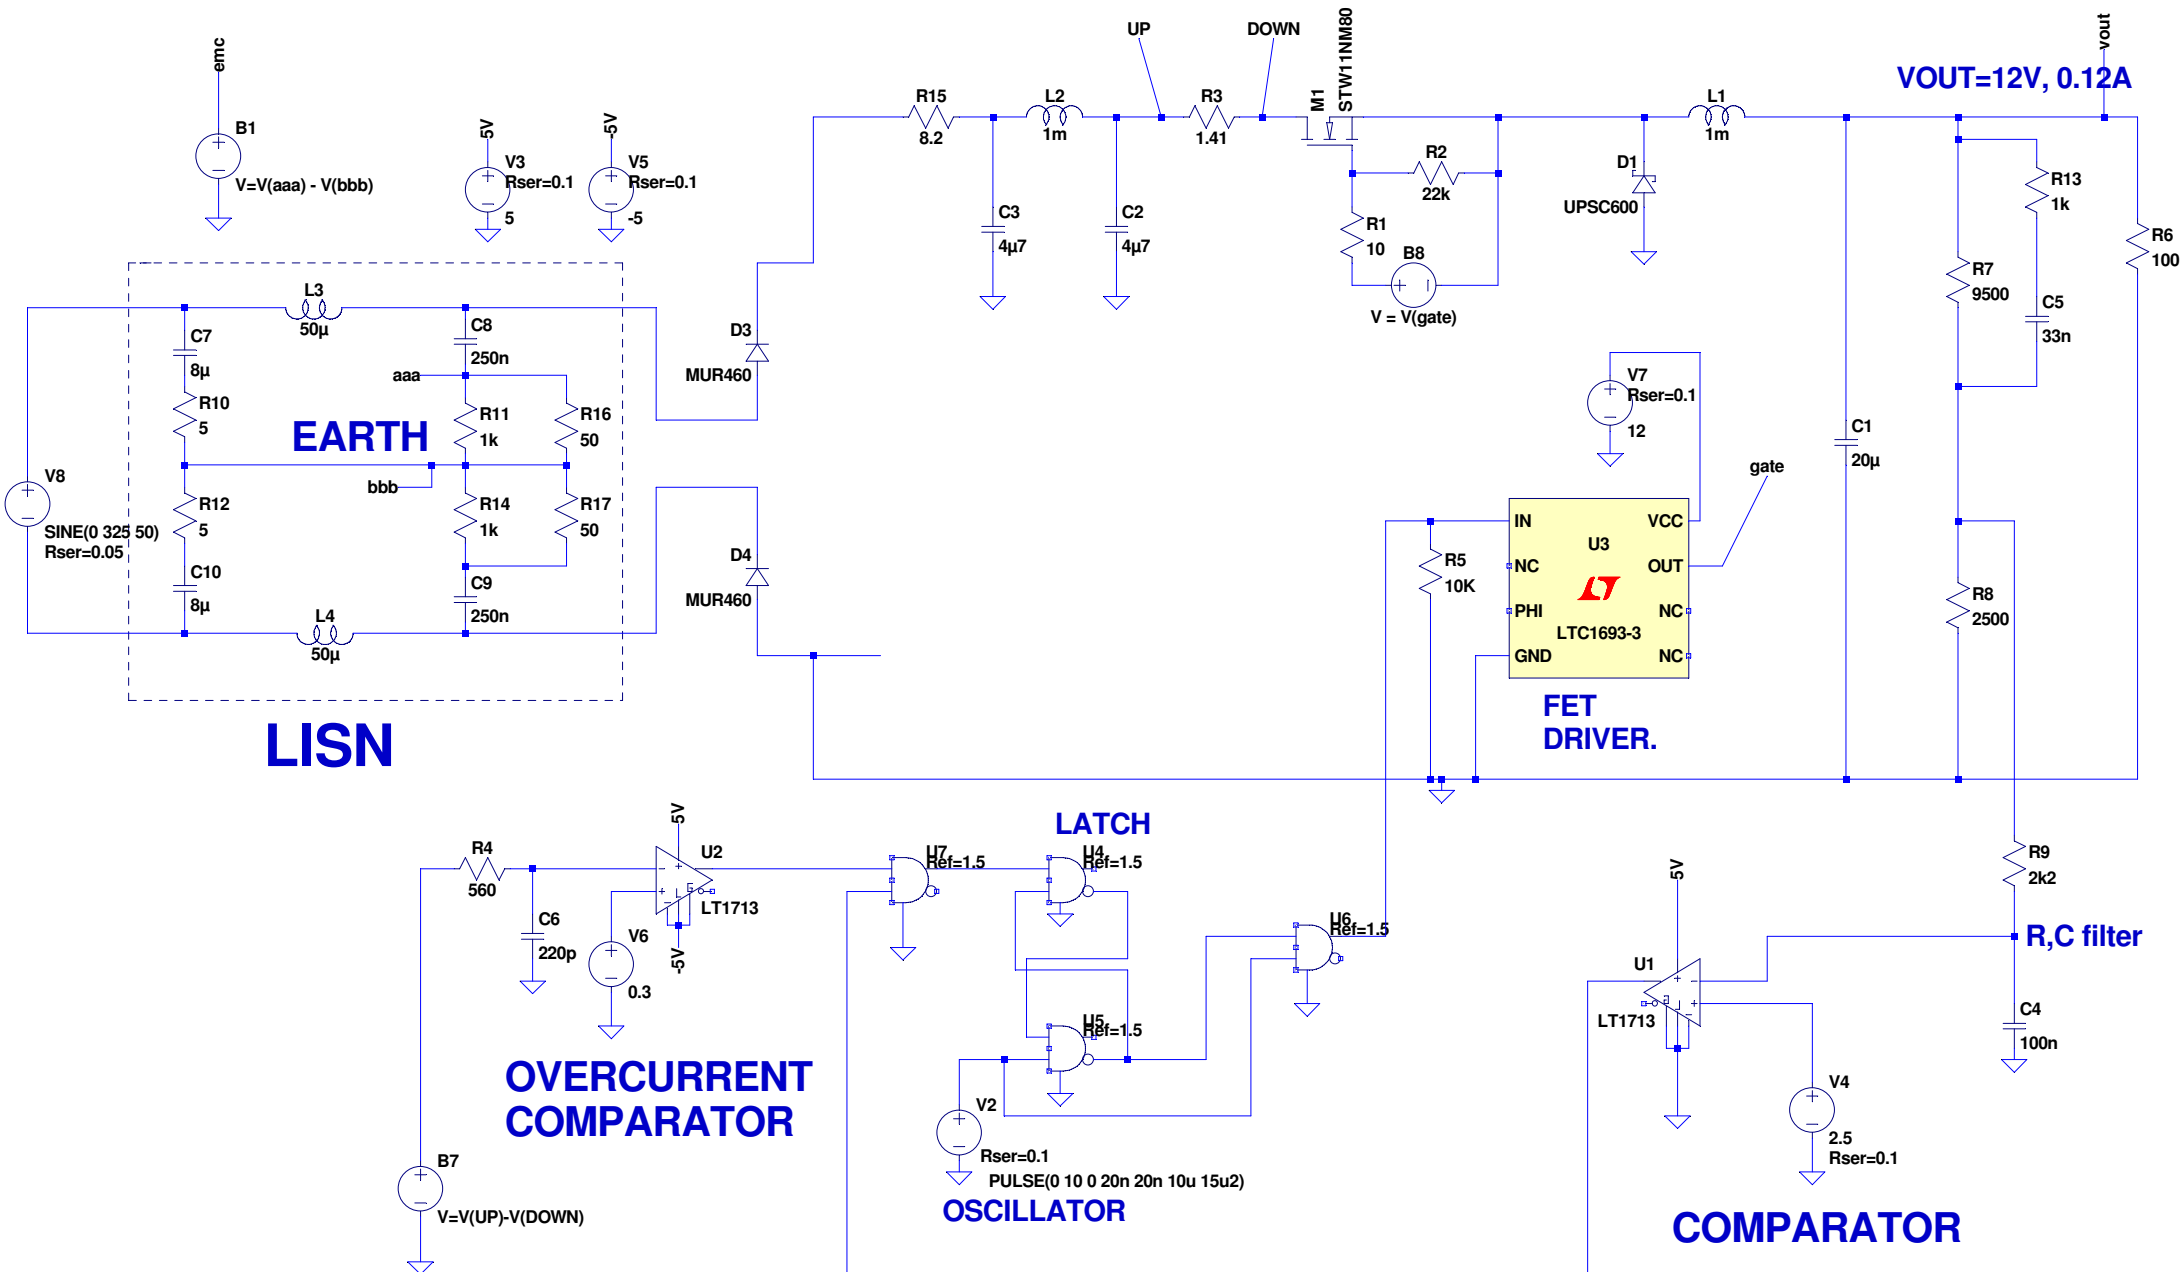 emc
B1
V=V(aaa) - V(bbb)
5V
V3
Rser=0.1
5
-5V
V5
Rser=0.1
-5
UP
DOWN
R15
8.2
L2
1m
R3
1.41
M1
STW11NM80
C3
4µ7
C2
4µ7
R2
22k
R1
10
B8
V = V(gate)
D1
UPSC600
L1
1m
VOUT=12V, 0.12A
vout
R13
1k
R7
9500
C5
33n
R6
100
L3
50µ
C7
8µ
C8
250n
aaa
R10
5
EARTH
R11
1k
R16
50
bbb
V8
SINE(0 325 50)
Rser=0.05
R12
5
R14
1k
R17
50
C10
8µ
C9
250n
L4
50µ
LISN
D3
MUR460
D4
MUR460
V7
Rser=0.1
12
gate
C1
20µ
R5
10K
IN
VCC
U3
NC
OUT
PHI
NC
LTC1693-3
GND
NC
FET
DRIVER.
R8
2500
R4
560
C6
220p
5V
U2
LT1713
-5V
V6
0.3
OVERCURRENT
COMPARATOR
B7
V=V(UP)-V(DOWN)
U7
Ref=1.5
LATCH
U4
Ref=1.5
U5
Ref=1.5
U6
Ref=1.5
V2
Rser=0.1
PULSE(0 10 0 20n 20n 10u 15u2)
OSCILLATOR
R9
2k2
R,C filter
5V
U1
LT1713
C4
100n
V4
2.5
Rser=0.1
COMPARATOR